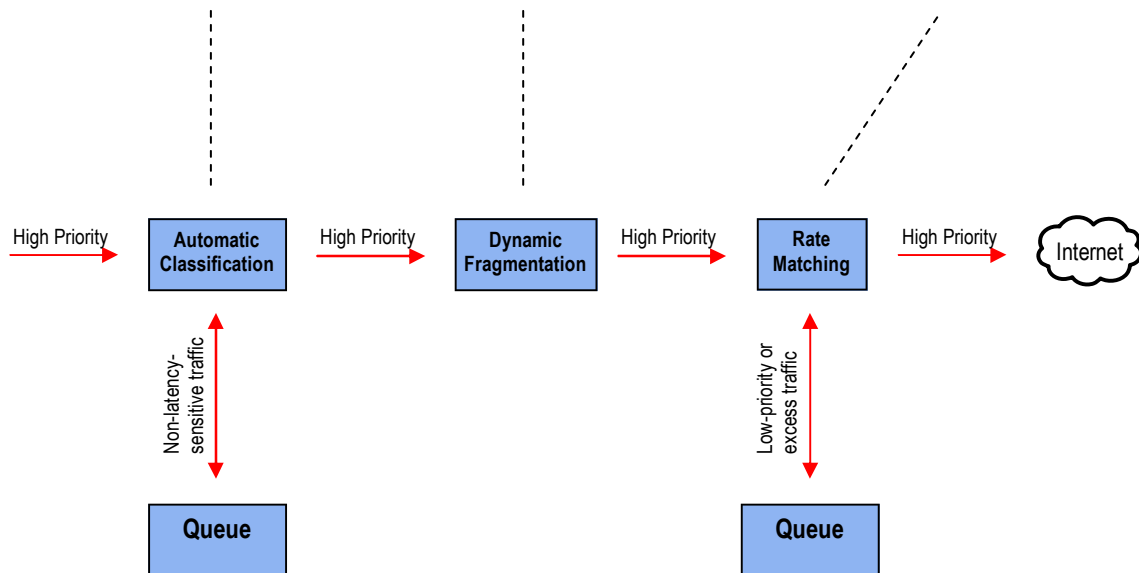 High Priority
Automatic
Classification
High Priority
Dynamic
Fragmentation
High Priority
Rate
Matching
High Priority
Internet
Non-latency-
sensitive traffic
Low-priority or
excess traffic
Queue
Queue